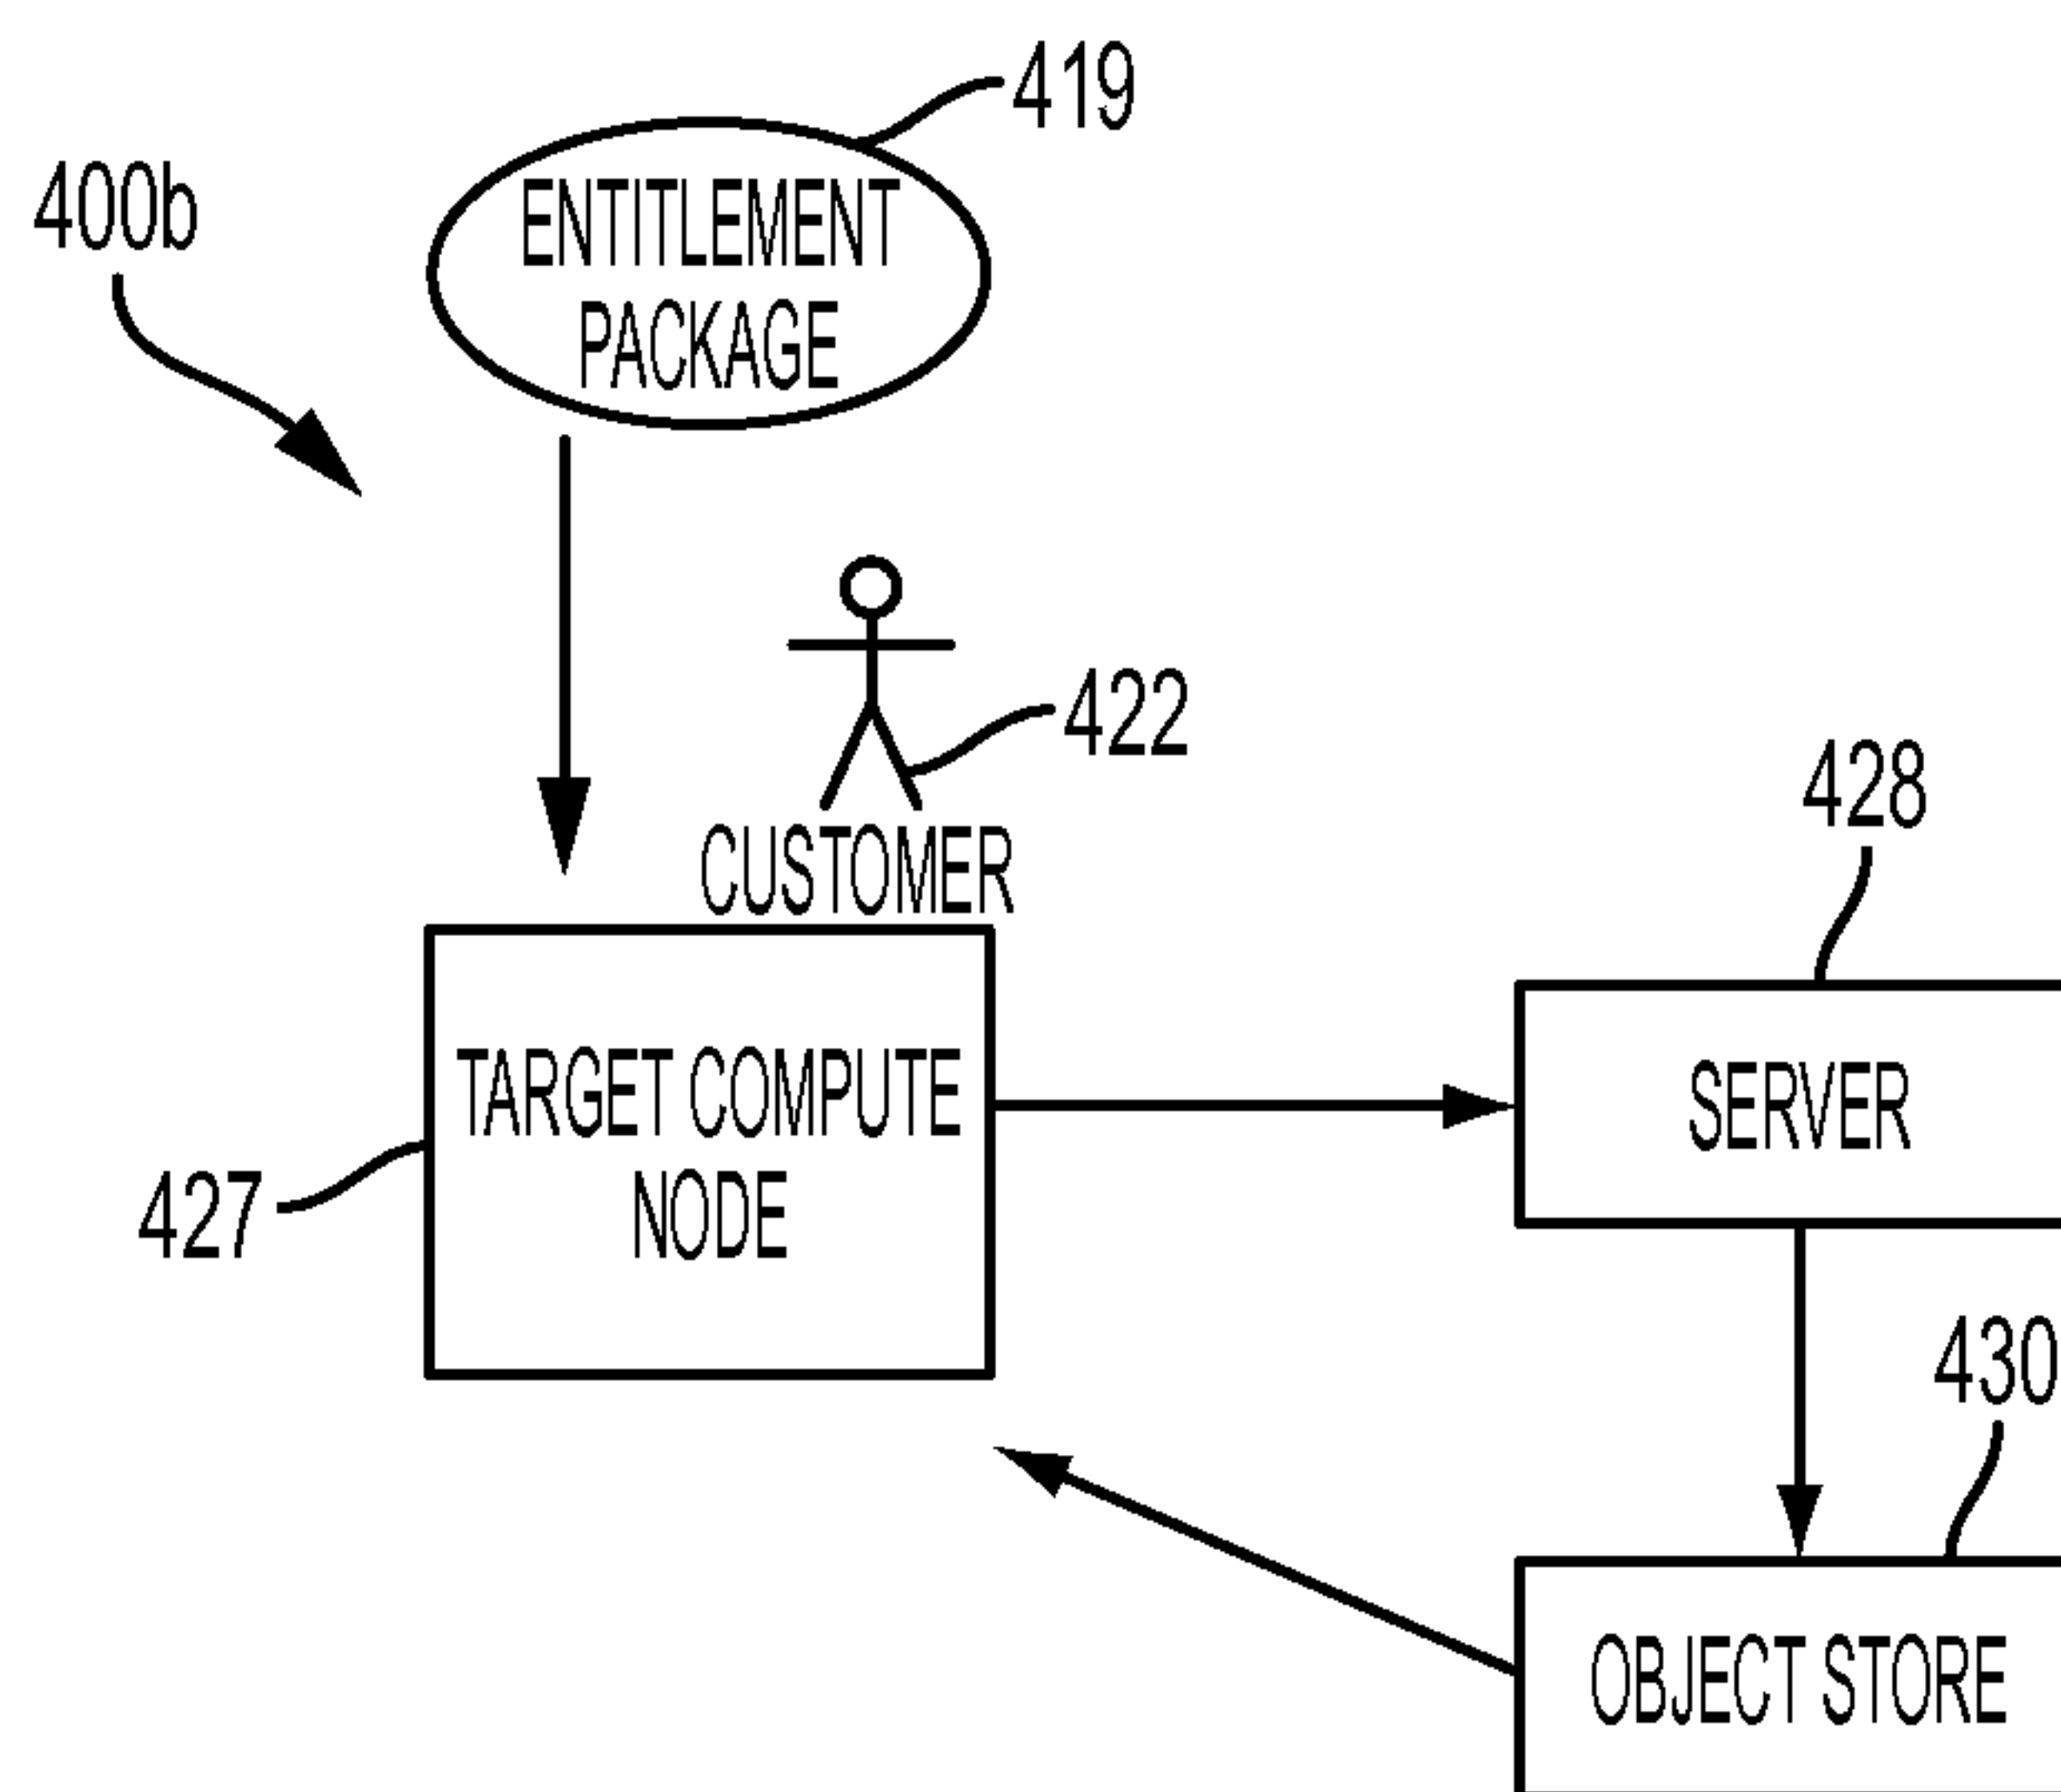 419
400b
ENTITLEMENT
PACKAGE
422
CUSTOMER
428
TARGET COMPUTE
NODE
SERVER
427
430
OBJECT STORE